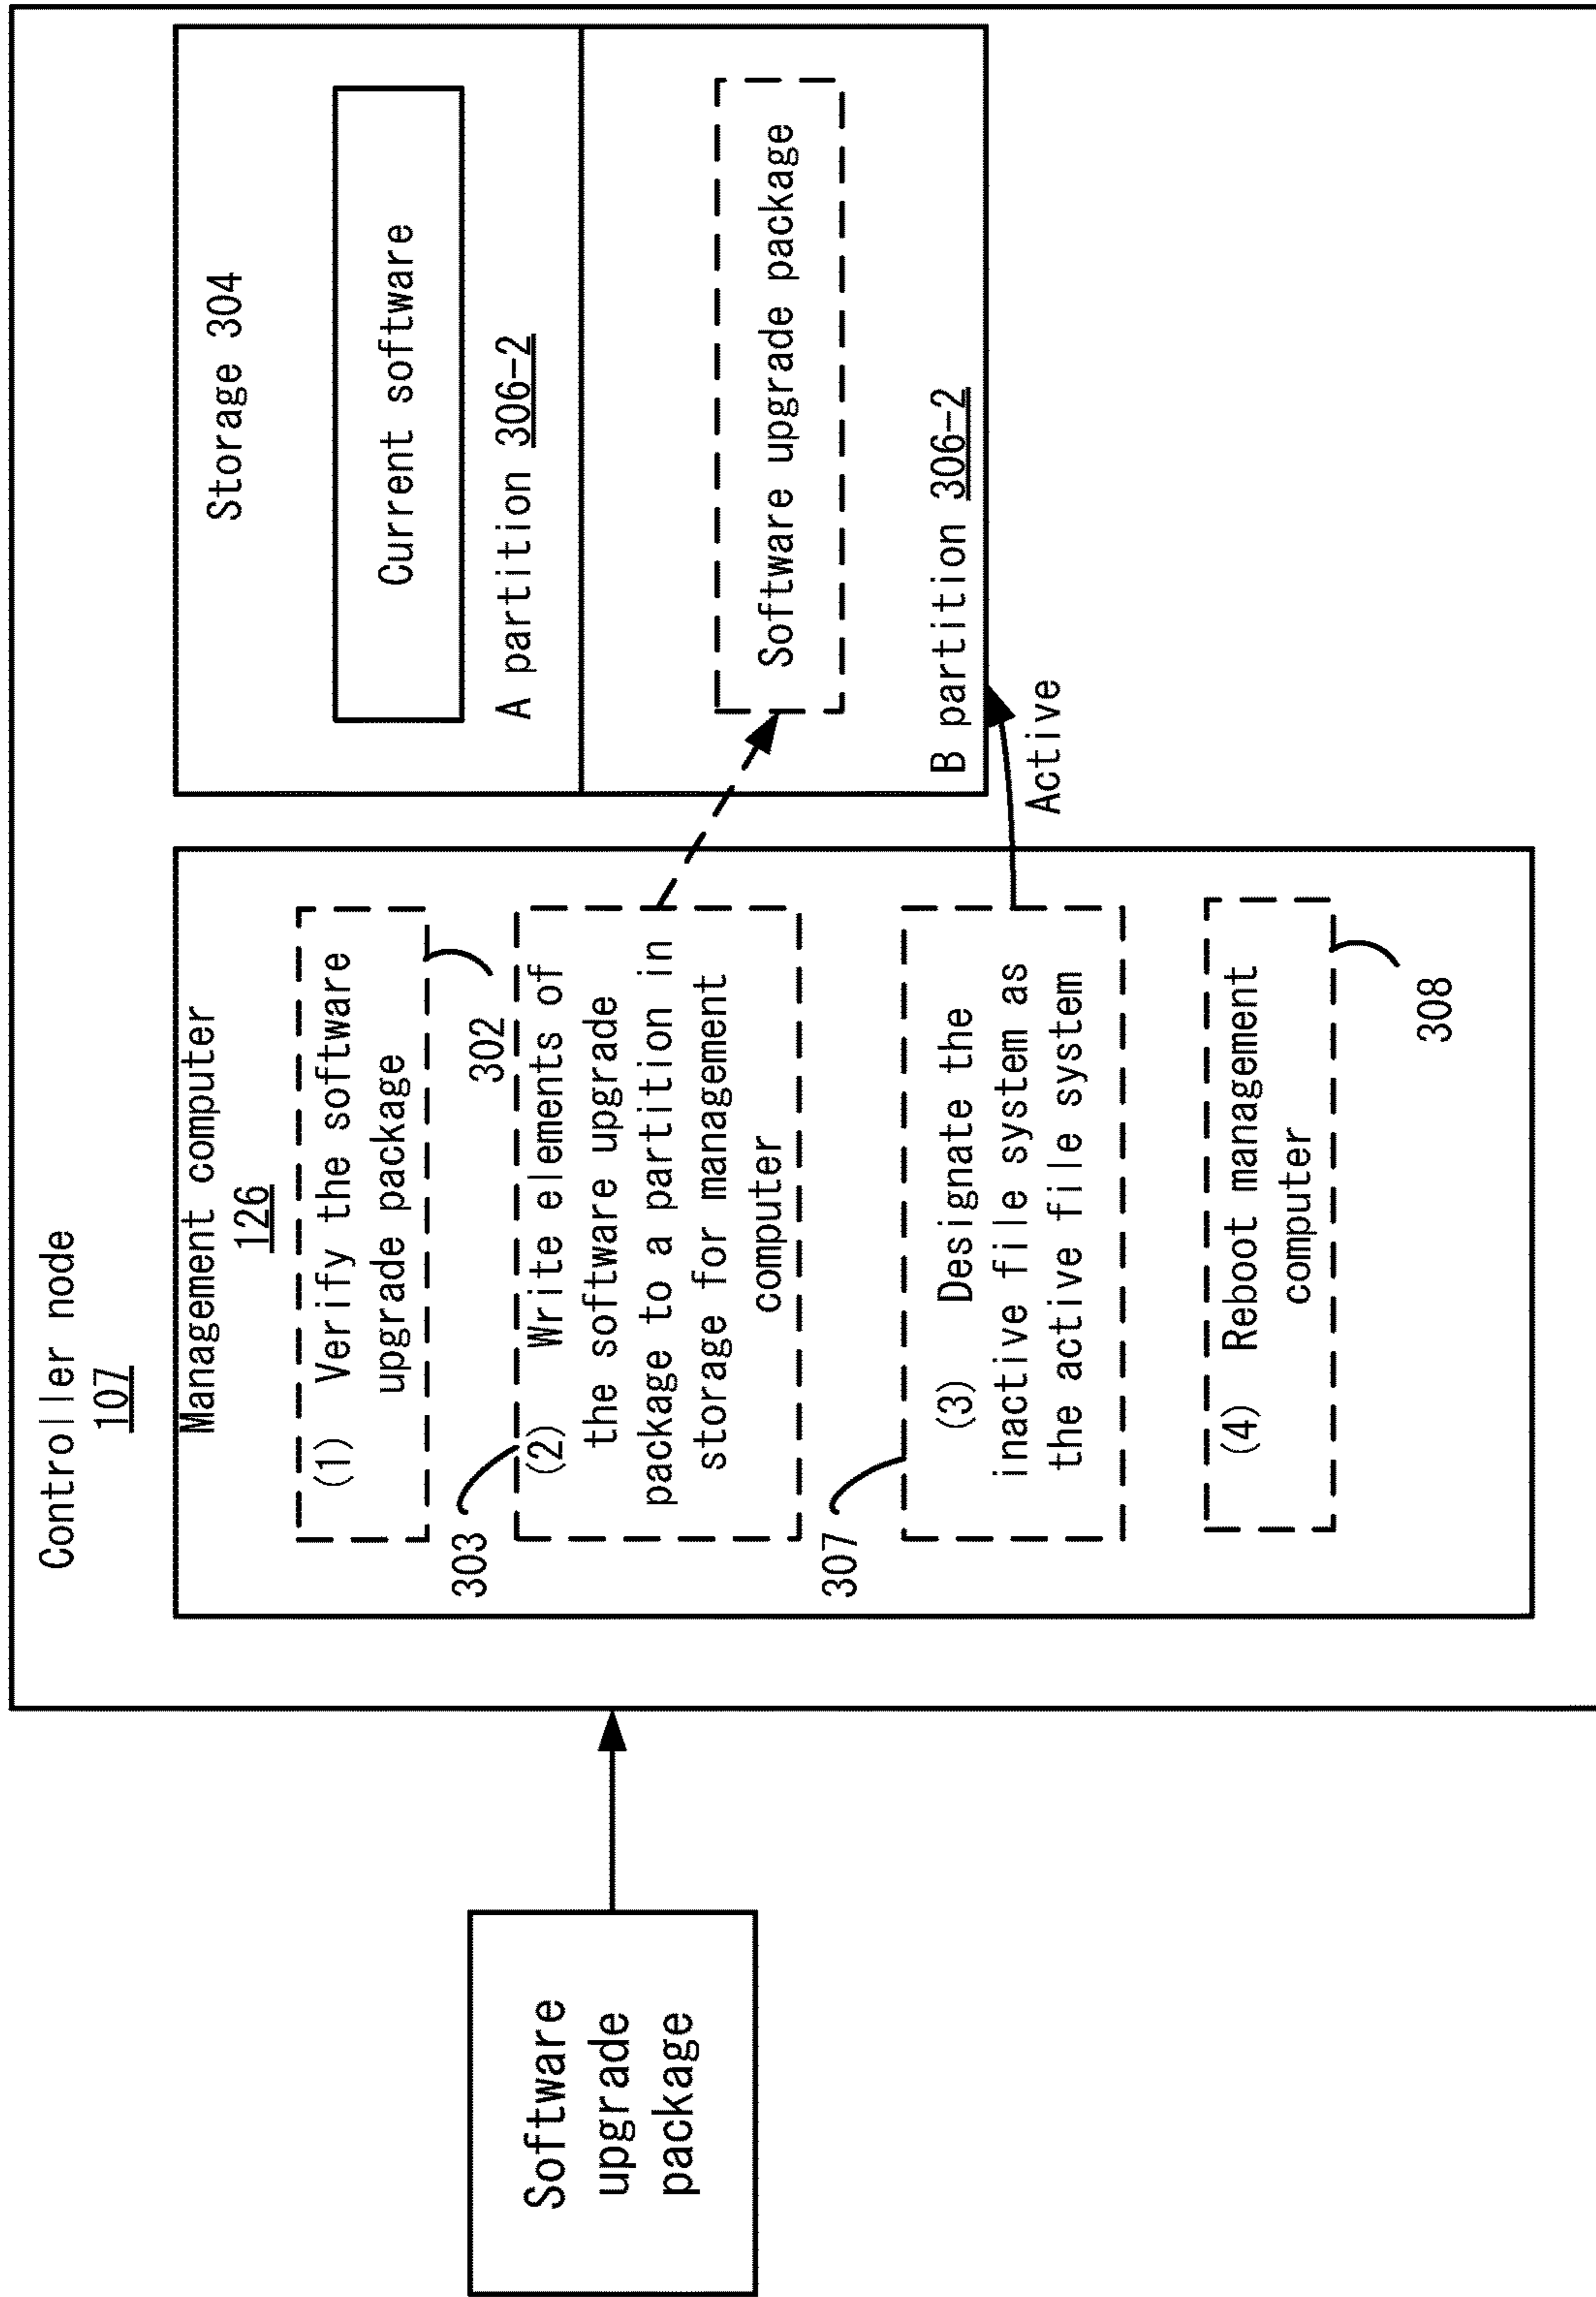 Software
upgrade
package
Controller node
107
Management computer
126
(1) Verify the software
upgrade package
302
303
(2) Write elements of
the software upgrade
package to a partition in
storage for management
computer
307
(3) Designate the
inactive file system as
the active file system
(4) Reboot management
computer
308
Storage 304
Current software
A partition 306-2
Software upgrade package
B partition 306-2
Active